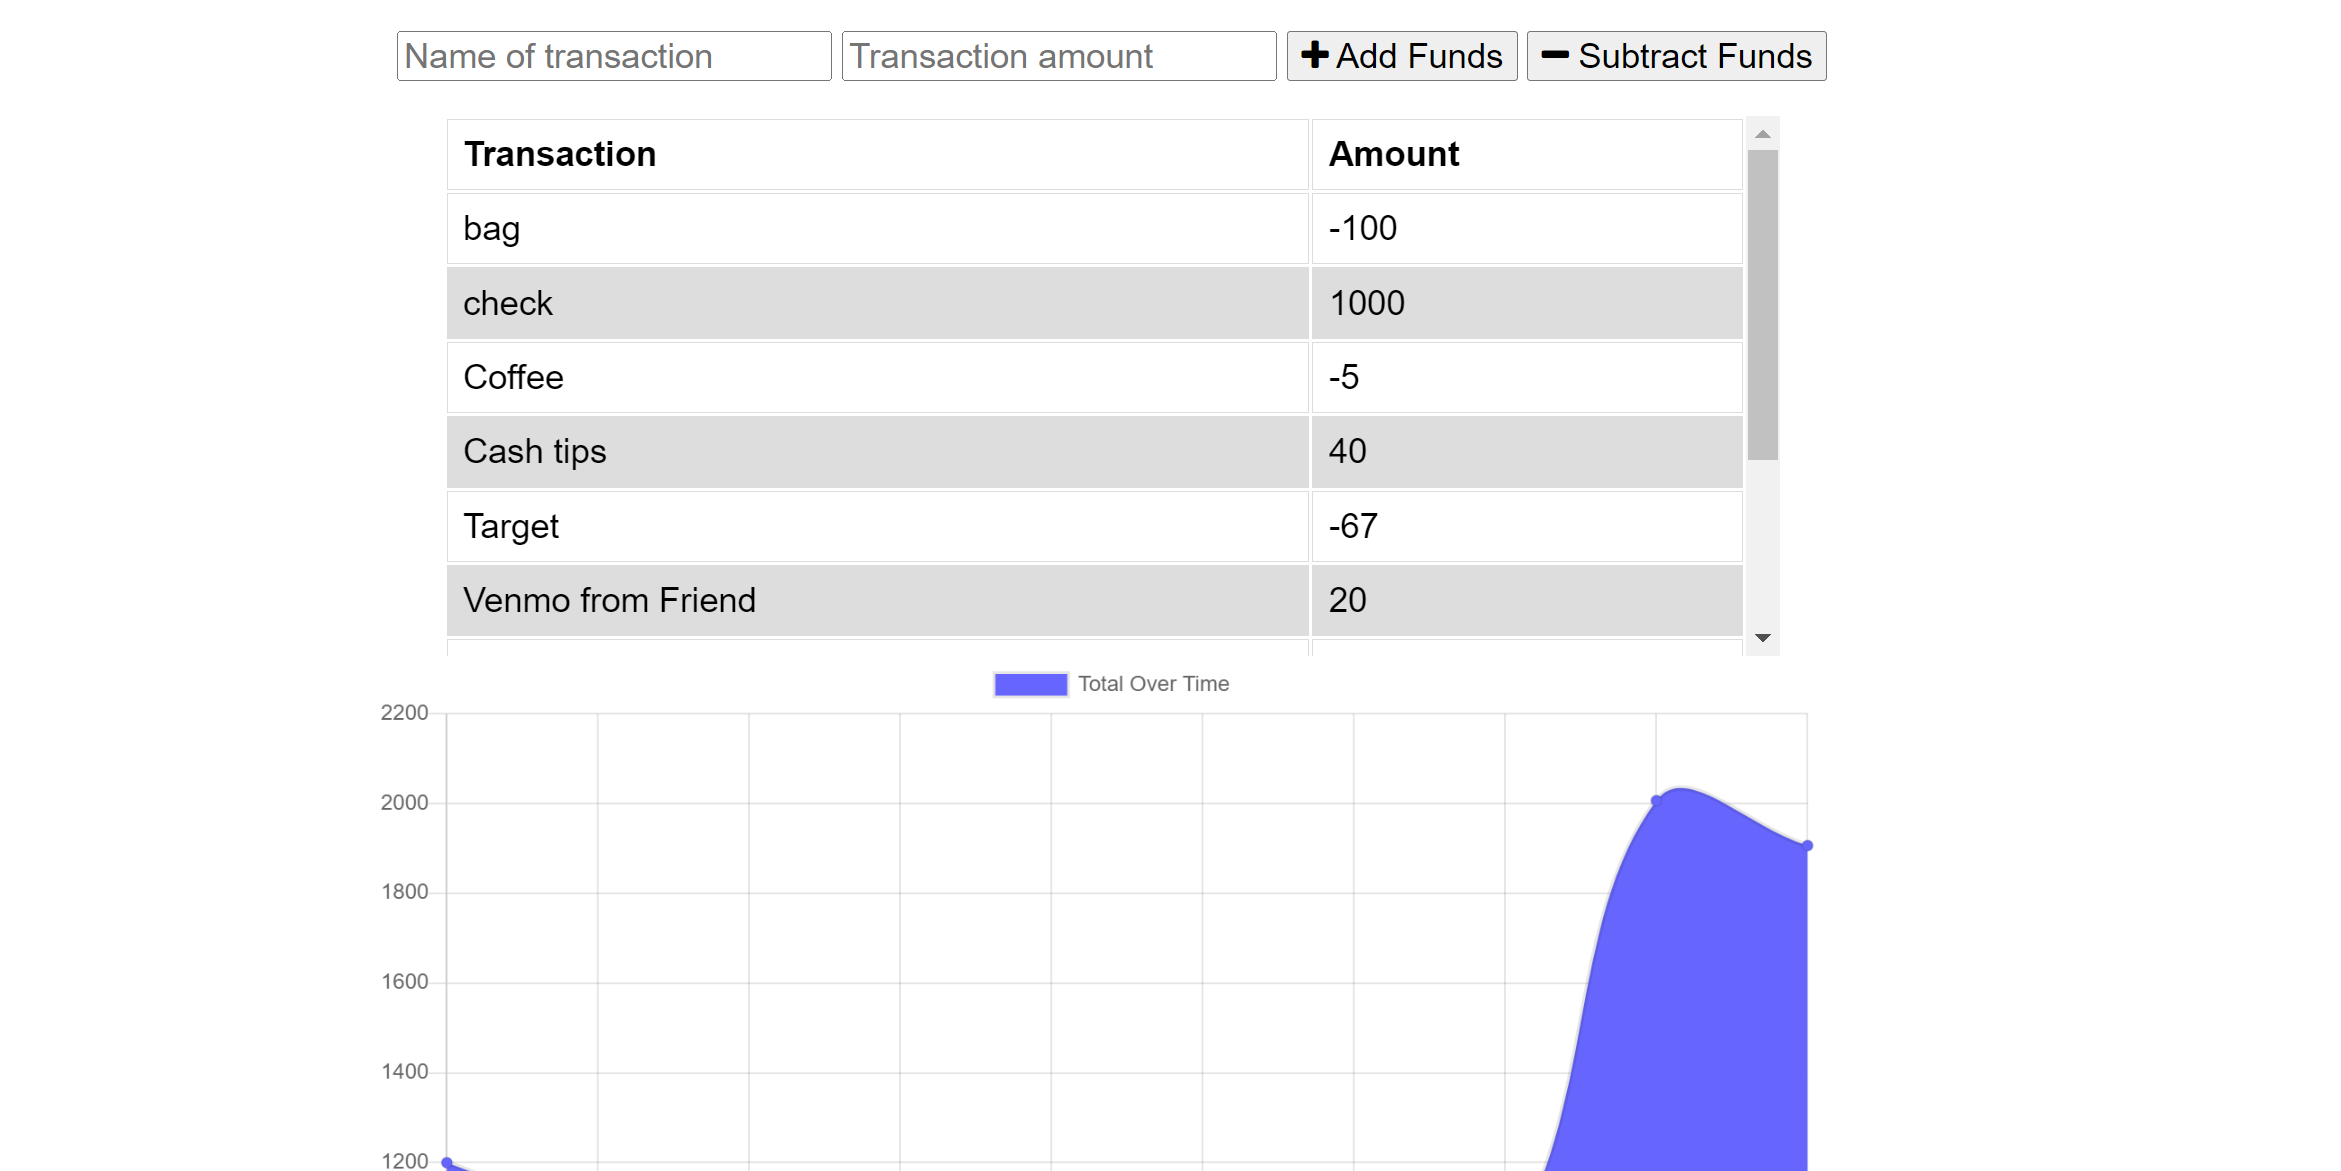 Name of transaction Transaction amount Add Funds Subtract Funds
Transaction Amount
bag -100
check 1000
Coffee -5
Cash tips 40
Target -67
Venmo from Friend 20
Total Over Time
2200
2000
1800
1600
1400
1200